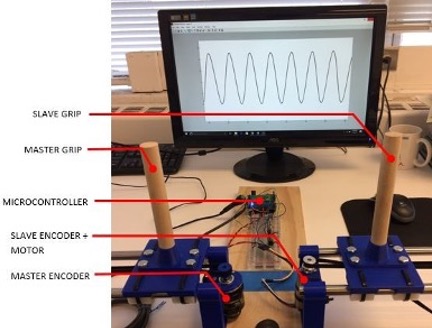 SLAVE GRIP
MASTER GRIP
MICROCONTROLLER
SLAVE ENCODER +
MOTOR
MASTER ENCODER